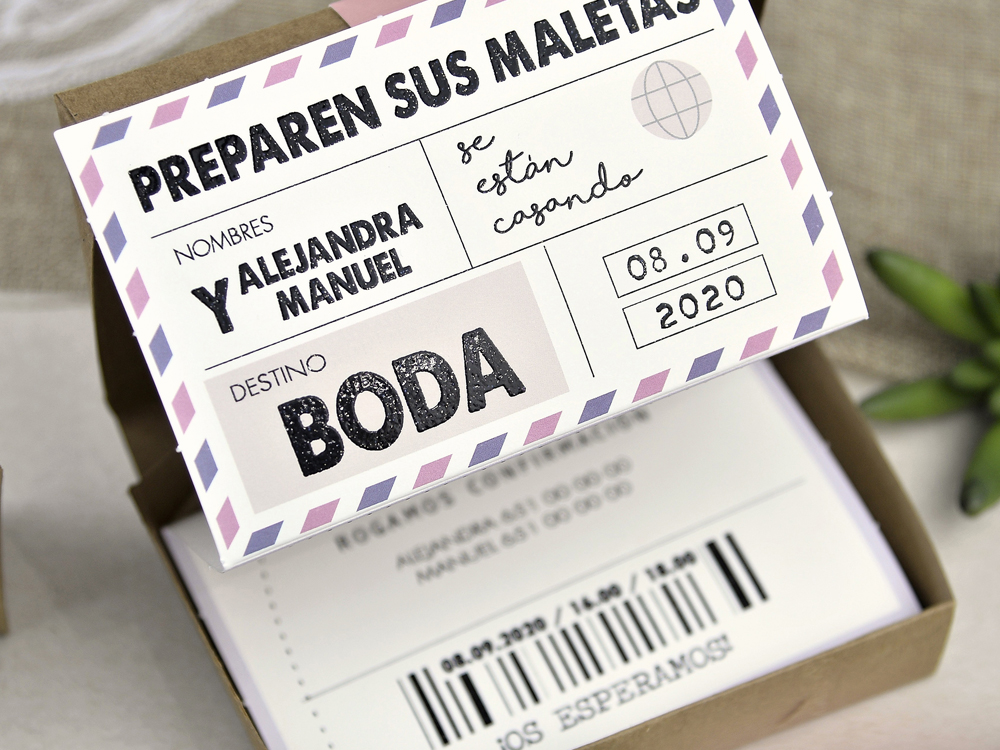 PREPAREN SUS MALETAS
NOMBRES
ALEJANDRA
Y MANUEL
se
están
casando
08.09
2020
DESTINO
BODA
ROGAMOS CONFIRMACIÓN
ALEJANDRA 651 00 00 00
MANUEL 651 00 00 00
08.09.2020 / 16.00 / 18.00
¡OS ESPERAMOS!